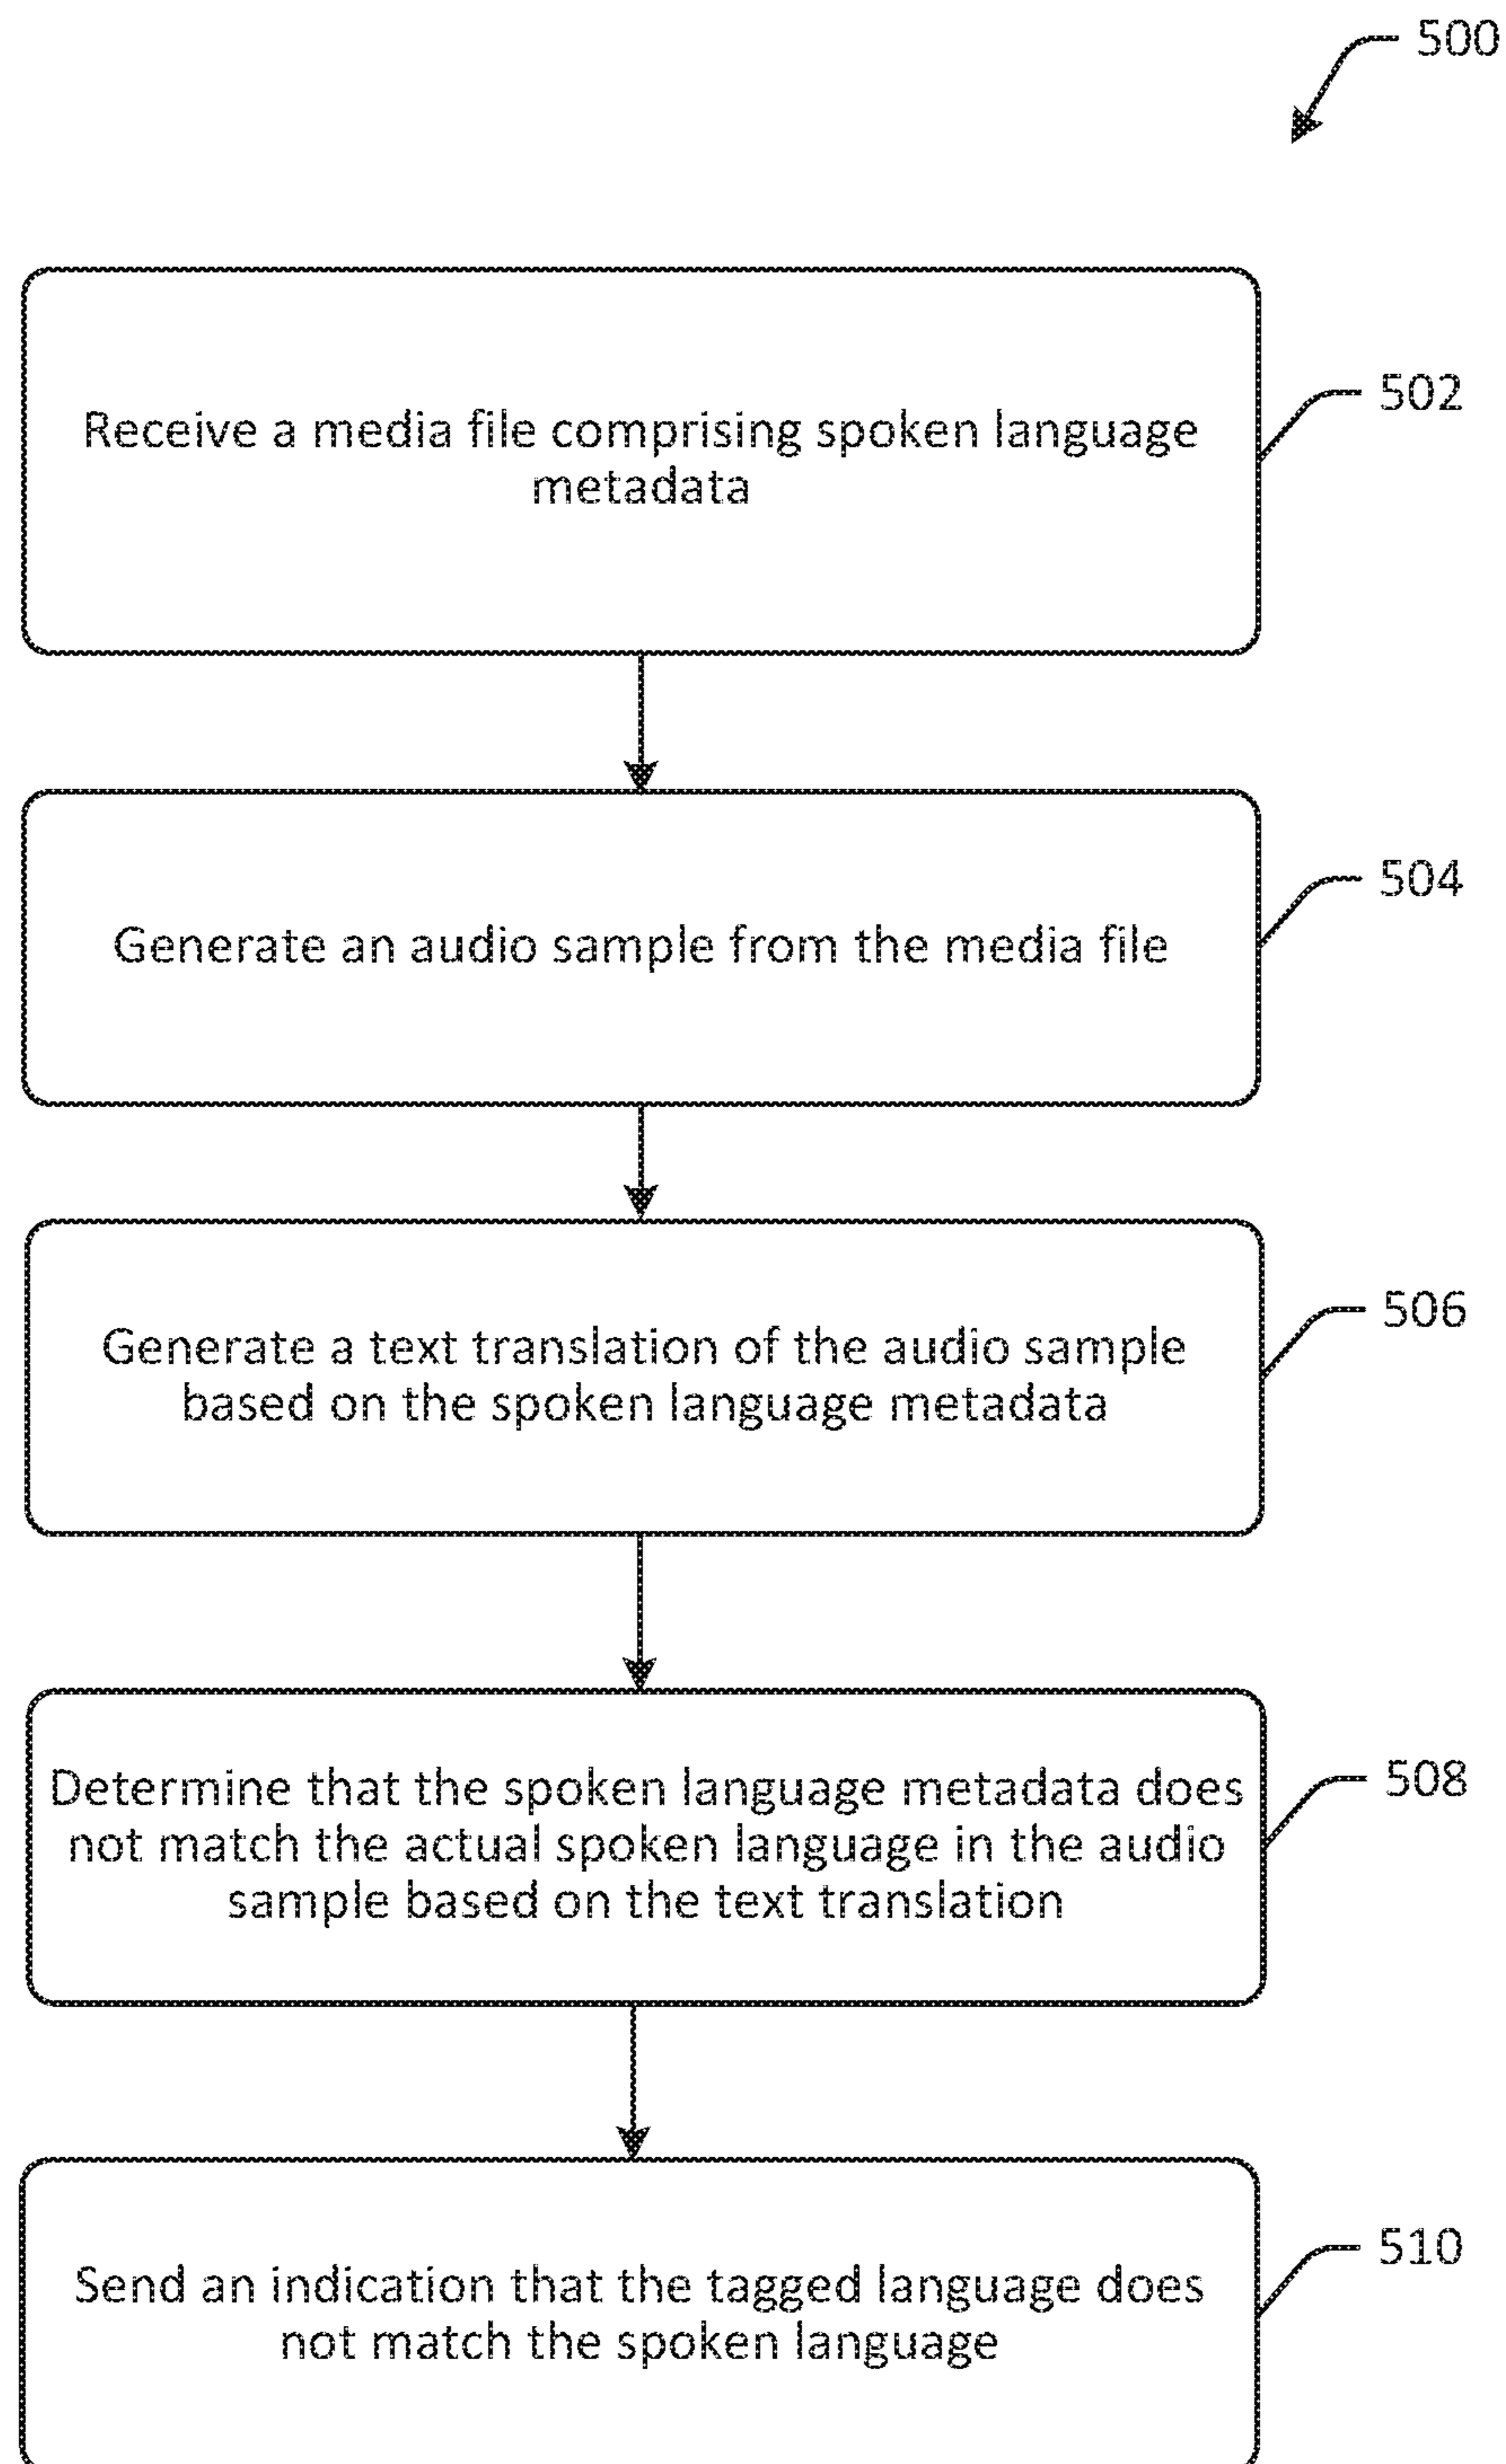 500
Receive a media file comprising spoken language
metadata
502
Generate an audio sample from the media file
504
Generate a text translation of the audio sample
based on the spoken language metadata
506
Determine that the spoken language metadata does
not match the actual spoken language in the audio
sample based on the text translation
508
Send an indication that the tagged language does
not match the spoken language
510